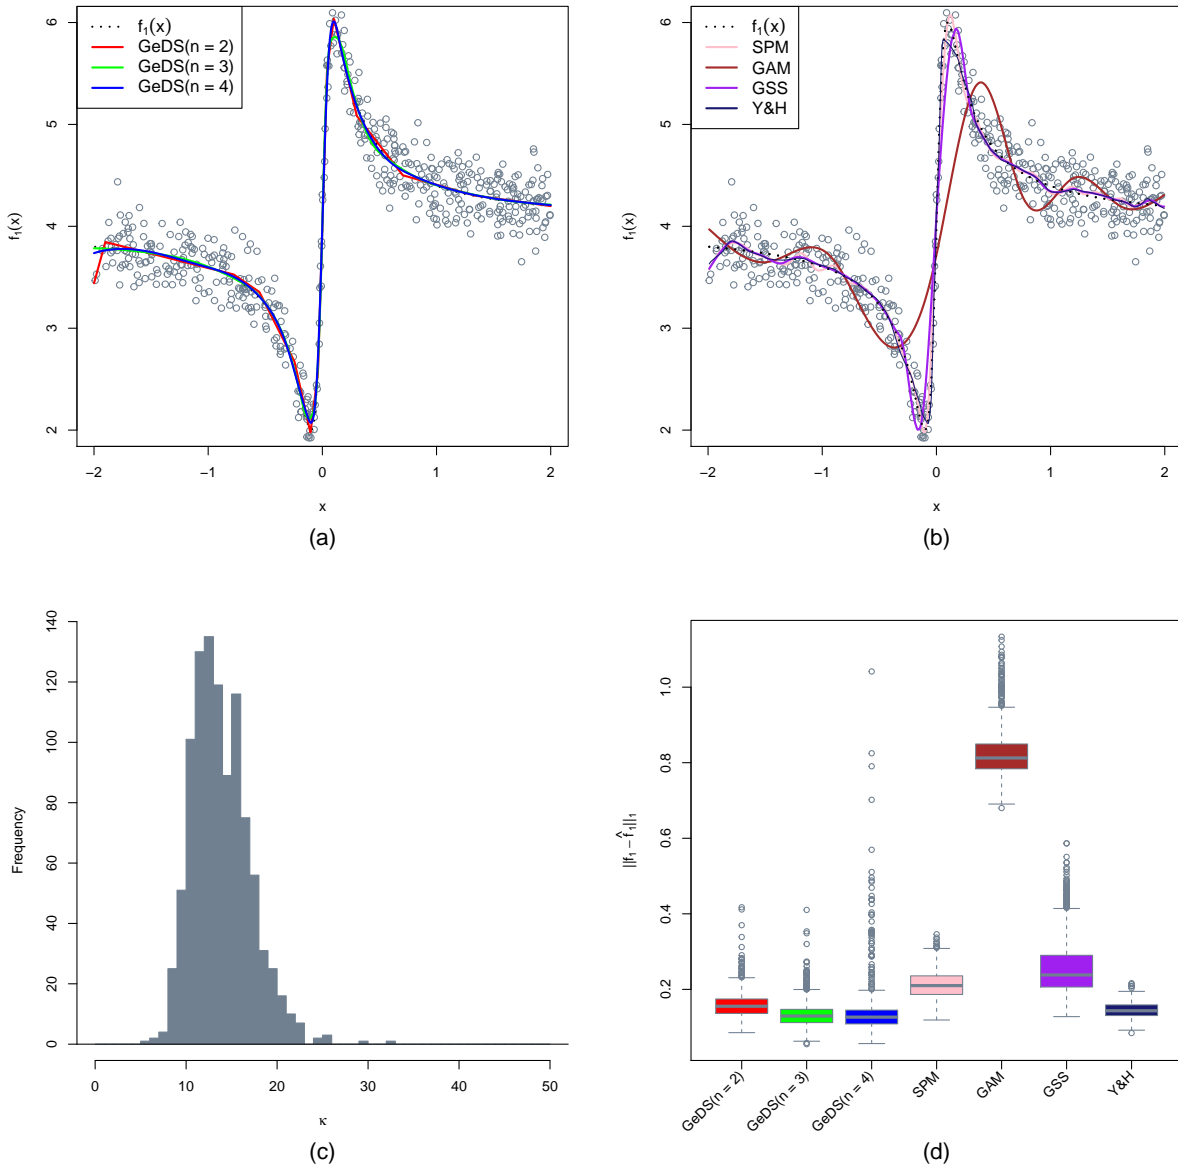 f₁(x)
GeDS(n = 2)
GeDS(n = 3)
GeDS(n = 4)
6
5
4
3
2
f₁(x)
−2 −1 0 1 2
x
(a)
f₁(x)
SPM
GAM
GSS
Y&H
6
5
4
3
2
f₁(x)
−2 −1 0 1 2
x
(b)
140
120
100
80
60
40
20
0
Frequency
0 10 20 30 40 50
κ
(c)
1.0
0.8
0.6
0.4
0.2
||f₁ − f̂₁||₁
GeDS(n = 2)
GeDS(n = 3)
GeDS(n = 4)
SPM
GAM
GSS
Y&H
(d)